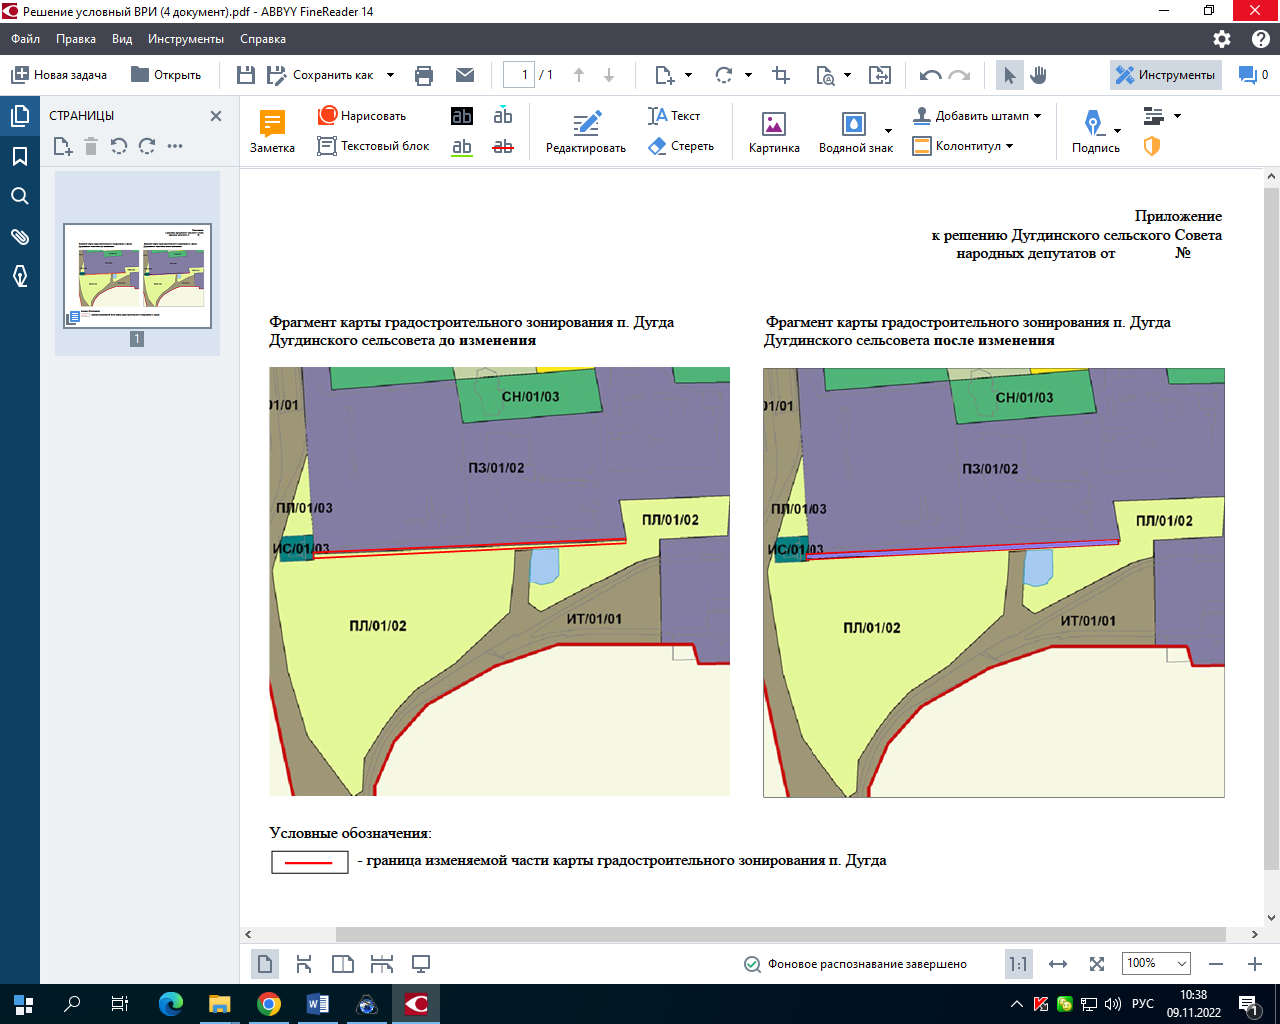 Решение условный ВРИ (4 документ).pdf - ABBYY FineReader 14
Файл Правка Вид Инструменты Справка
Новая задача Открыть Сохранить как 1 / 1 Инструменты 0
СТРАНИЦЫ
Заметка Нарисовать Текстовый блок Редактировать Текст Стереть Картинка Водяной знак Добавить штамп Колонтитул Подпись
Приложение
к решению Дугдинского сельского Совета
народных депутатов от №
Фрагмент карты градостроительного зонирования п. Дугда
Дугдинского сельсовета до изменения
Фрагмент карты градостроительного зонирования п. Дугда
Дугдинского сельсовета после изменения
СН/01/03
01/01
ПЗ/01/02
ПЛ/01/03
ПЛ/01/02
ИС/01/03
ПЛ/01/02
ИТ/01/01
СН/01/03
01/01
ПЗ/01/02
ПЛ/01/03
ПЛ/01/02
ИС/01/03
ПЛ/01/02
ИТ/01/01
Условные обозначения:
- граница изменяемой части карты градостроительного зонирования п. Дугда
1
Фоновое распознавание завершено 1:1 100%
РУС 10:38
09.11.2022 1